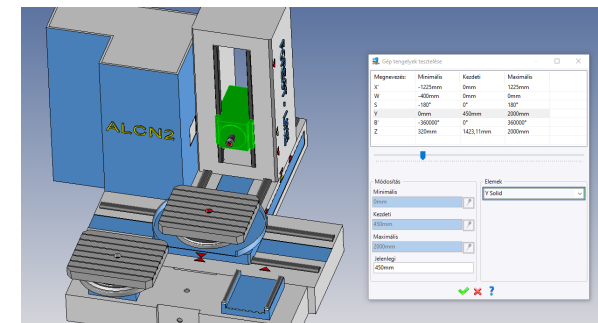 ALCN2
Gép tengelyek tesztelése
Megnevezés: Minimális Kezdeti Maximális
X' -1225mm 0mm 1225mm
W -400mm 0mm 0mm
S -180° 0° 180°
Y 0mm 450mm 2000mm
B' -360000° 0° 360000°
Z 320mm 1423,11mm 2000mm
Módosítás
Minimális
0mm
Kezdeti
450mm
Maximális
2000mm
Jelenlegi
450mm
Elemek
Y Solid
?